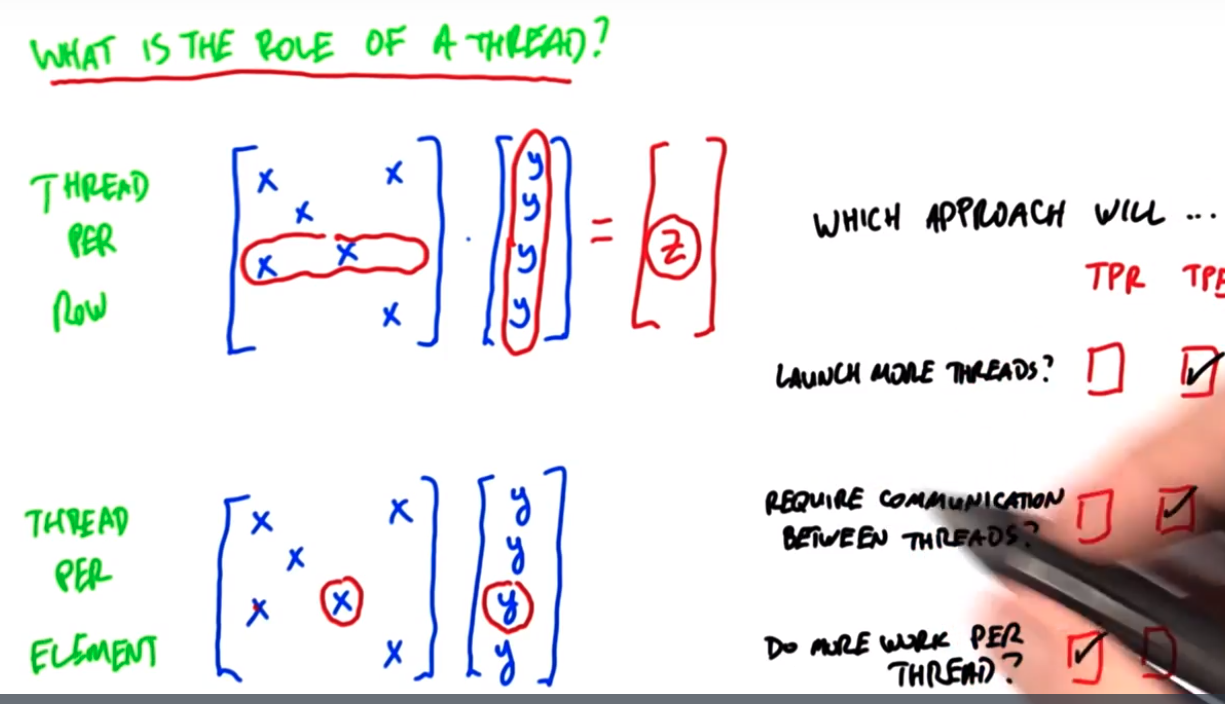 WHAT IS THE ROLE OF A THREAD?
THREAD
PER
ROW
x x
x
x x
x
y
y
y
y
=
z
WHICH APPROACH WILL ...
TPR TPE
LAUNCH MORE THREADS?
REQUIRE COMMUNICATION
BETWEEN THREADS?
DO MORE WORK PER
THREAD?
THREAD
PER
ELEMENT
x x
x
x x
x
y
y
y
y